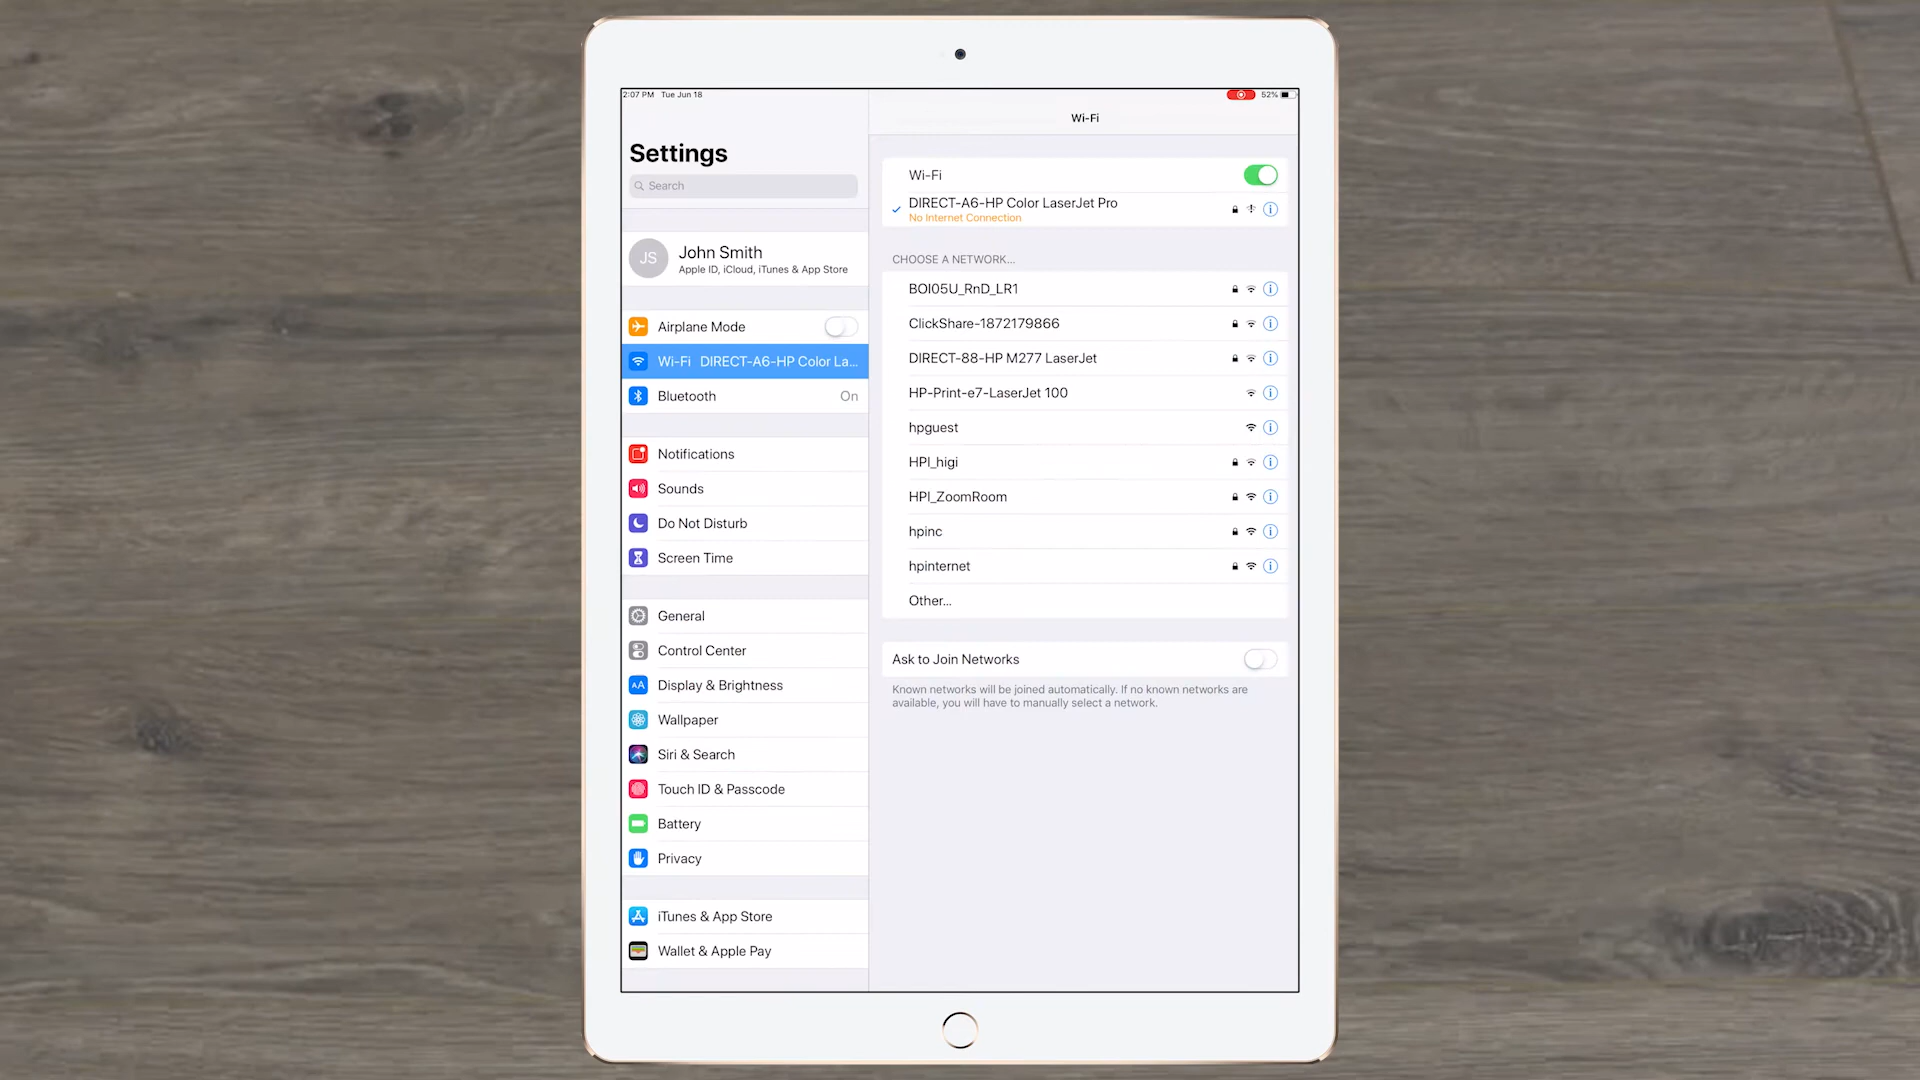 2:07 PM Tue Jun 18
52%
Settings
Search
JS
John Smith
Apple ID, iCloud, iTunes & App Store
Airplane Mode
Wi-Fi DIRECT-A6-HP Color La...
Bluetooth On
Notifications
Sounds
Do Not Disturb
Screen Time
General
Control Center
AA
Display & Brightness
Wallpaper
Siri & Search
Touch ID & Passcode
Battery
Privacy
iTunes & App Store
Wallet & Apple Pay
Wi-Fi
Wi-Fi
DIRECT-A6-HP Color LaserJet Pro
No Internet Connection
CHOOSE A NETWORK...
BOI05U_RnD_LR1
ClickShare-1872179866
DIRECT-88-HP M277 LaserJet
HP-Print-e7-LaserJet 100
hpguest
HPI_higi
HPI_ZoomRoom
hpinc
hpinternet
Other...
Ask to Join Networks
Known networks will be joined automatically. If no known networks are
available, you will have to manually select a network.